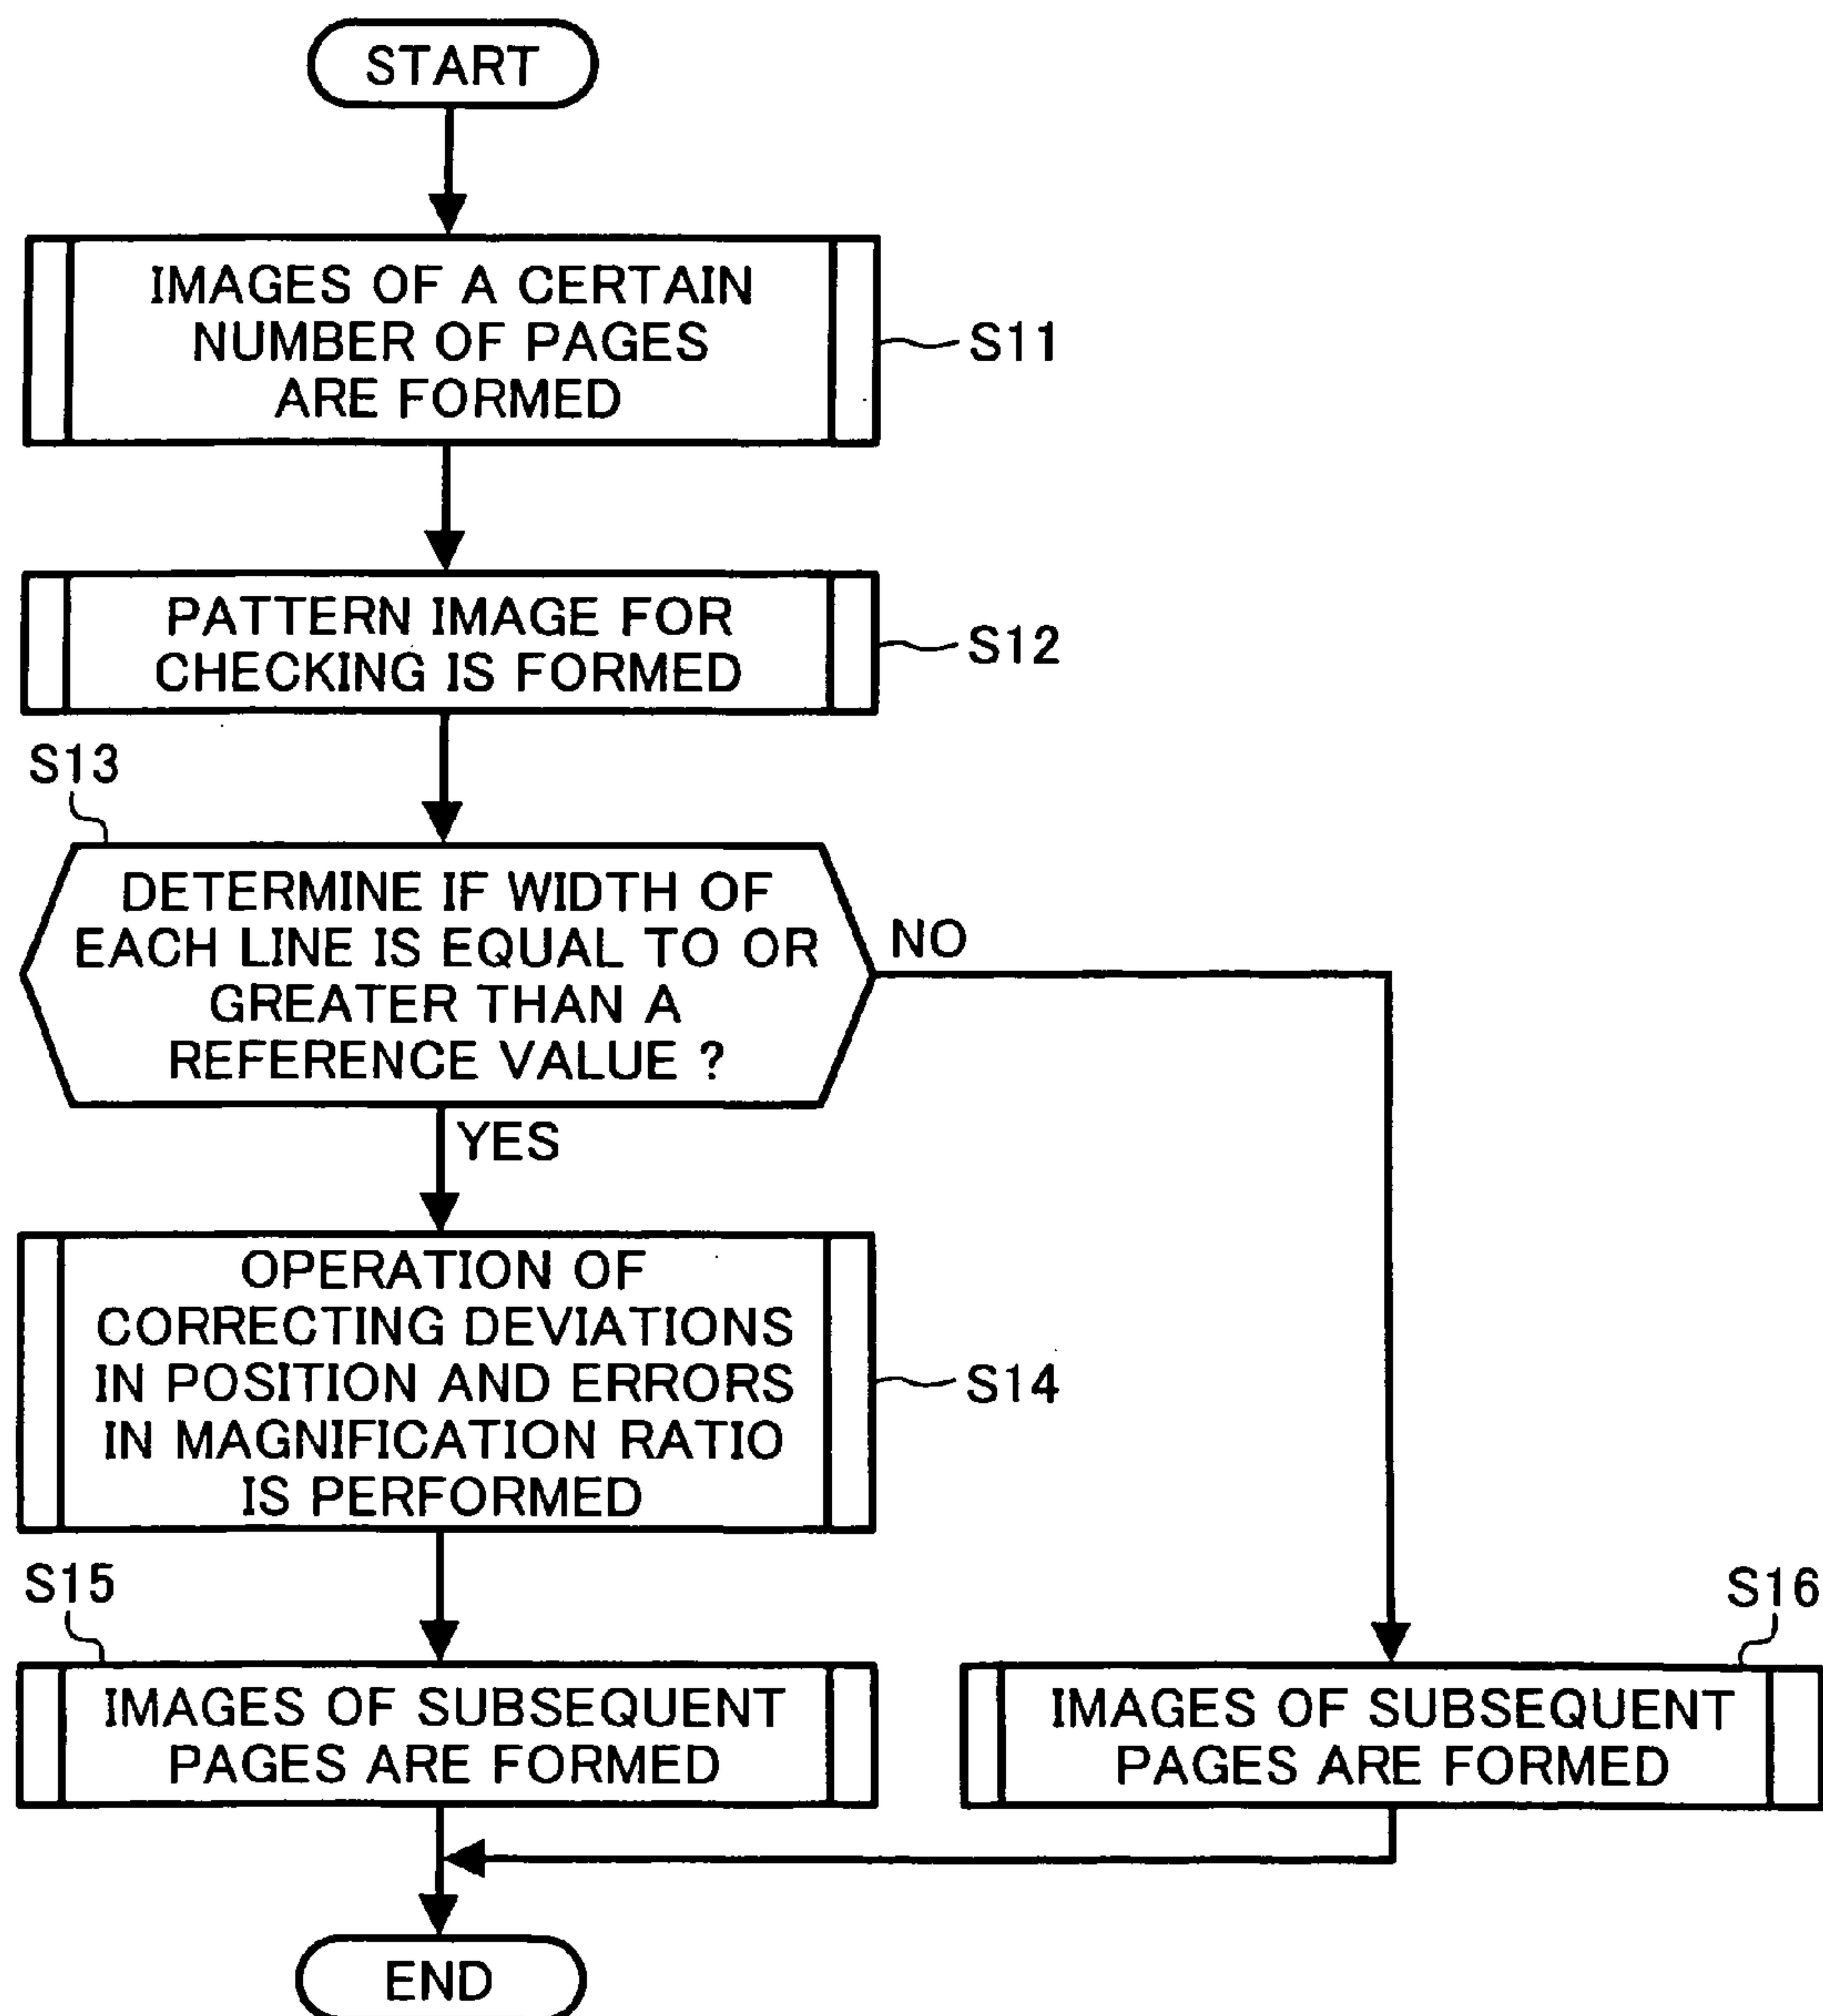 START
IMAGES OF A CERTAIN
NUMBER OF PAGES
ARE FORMED
S11
PATTERN IMAGE FOR
CHECKING IS FORMED
S12
S13
DETERMINE IF WIDTH OF
EACH LINE IS EQUAL TO OR
GREATER THAN A
REFERENCE VALUE ?
NO
YES
OPERATION OF
CORRECTING DEVIATIONS
IN POSITION AND ERRORS
IN MAGNIFICATION RATIO
IS PERFORMED
S14
S15
IMAGES OF SUBSEQUENT
PAGES ARE FORMED
S16
IMAGES OF SUBSEQUENT
PAGES ARE FORMED
END